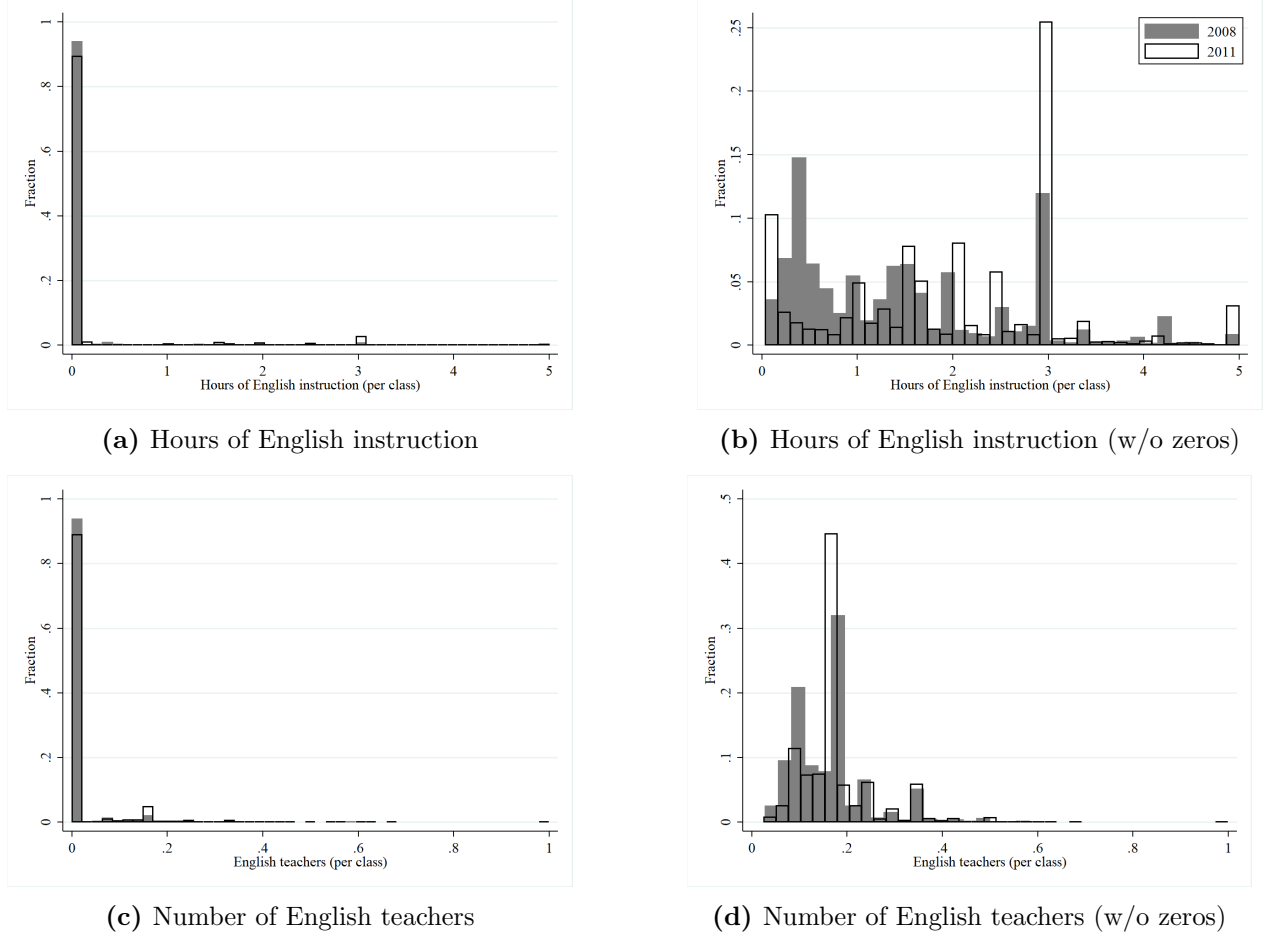 1
.8
.6
.4
.2
0
Fraction
0 1 2 3 4 5
Hours of English instruction (per class)
(a) Hours of English instruction
.25
.2
.15
.1
.05
0
Fraction
2008
2011
0 1 2 3 4 5
Hours of English instruction (per class)
(b) Hours of English instruction (w/o zeros)
1
.8
.6
.4
.2
0
Fraction
0 .2 .4 .6 .8 1
English teachers (per class)
(c) Number of English teachers
.5
.4
.3
.2
.1
0
Fraction
0 .2 .4 .6 .8 1
English teachers (per class)
(d) Number of English teachers (w/o zeros)